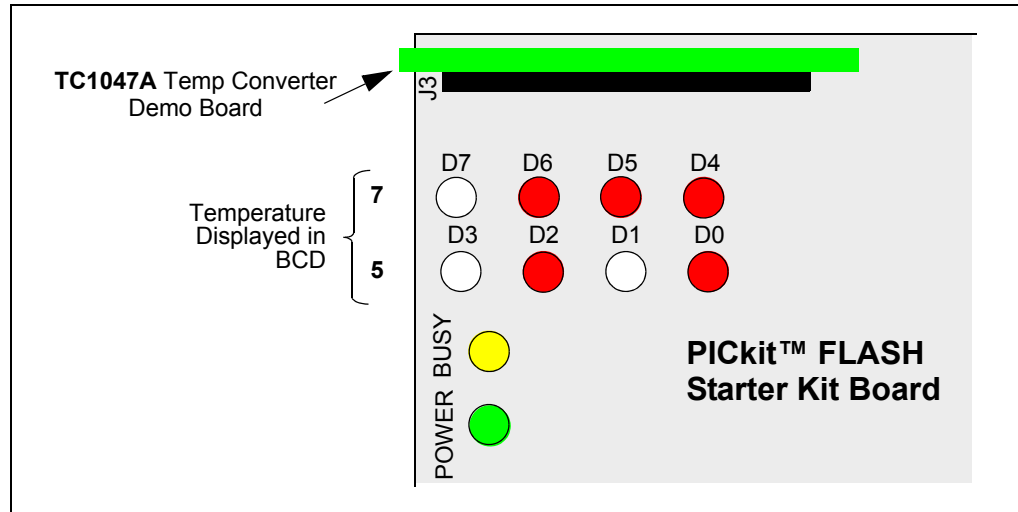 TC1047A Temp Converter
Demo Board
J3
D7 D6 D5 D4
7
Temperature
Displayed in
BCD
D3 D2 D1 D0
5
BUSY
POWER
PICkit™ FLASH
Starter Kit Board